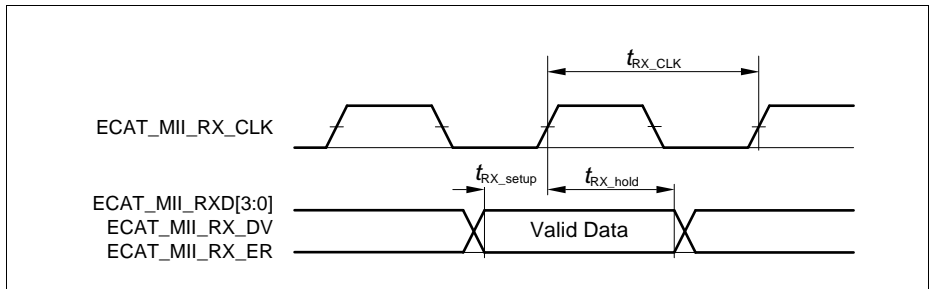 tRX_CLK
ECAT_MII_RX_CLK
tRX_setup
tRX_hold
ECAT_MII_RXD[3:0]
ECAT_MII_RX_DV
Valid Data
ECAT_MII_RX_ER